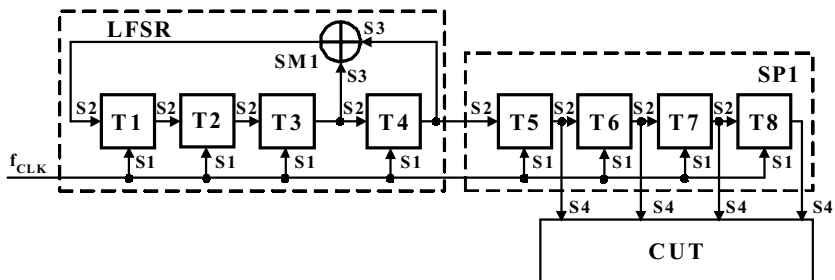 LFSR
S3
SM1
S3
SP1
S2 T1 S2 T2 S2 T3 S2 T4 S2 T5 S2 T6 S2 T7 S2 T8
f_CLK S1 S1 S1 S1 S1 S1 S1 S1
S4 S4 S4 S4
CUT